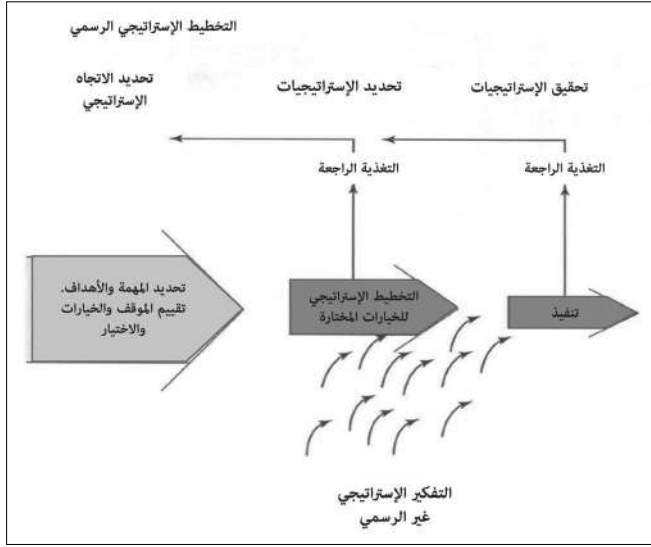 التخطيط الإستراتيجي الرسمي
تحديد الاتجاه
الإستراتيجي
تحديد الإستراتيجيات
تحقيق الإستراتيجيات
التغذية الراجعة
التغذية الراجعة
تحديد المهمة والأهداف.
تقييم الموقف والخيارات
والاختيار
التخطيط الإستراتيجي
للخيارات المختارة
تنفيذ
التفكير الإستراتيجي
غير الرسمي